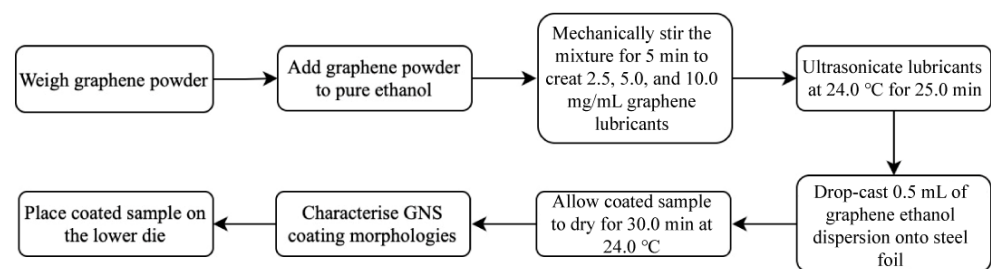 Weigh graphene powder
Add graphene powder
to pure ethanol
Mechanically stir the
mixture for 5 min to
creat 2.5, 5.0, and 10.0
mg/mL graphene
lubricants
Ultrasonicate lubricants
at 24.0 ℃ for 25.0 min
Drop-cast 0.5 mL of
graphene ethanol
dispersion onto steel
foil
Allow coated sample
to dry for 30.0 min at
24.0 ℃
Characterise GNS
coating morphologies
Place coated sample on
the lower die